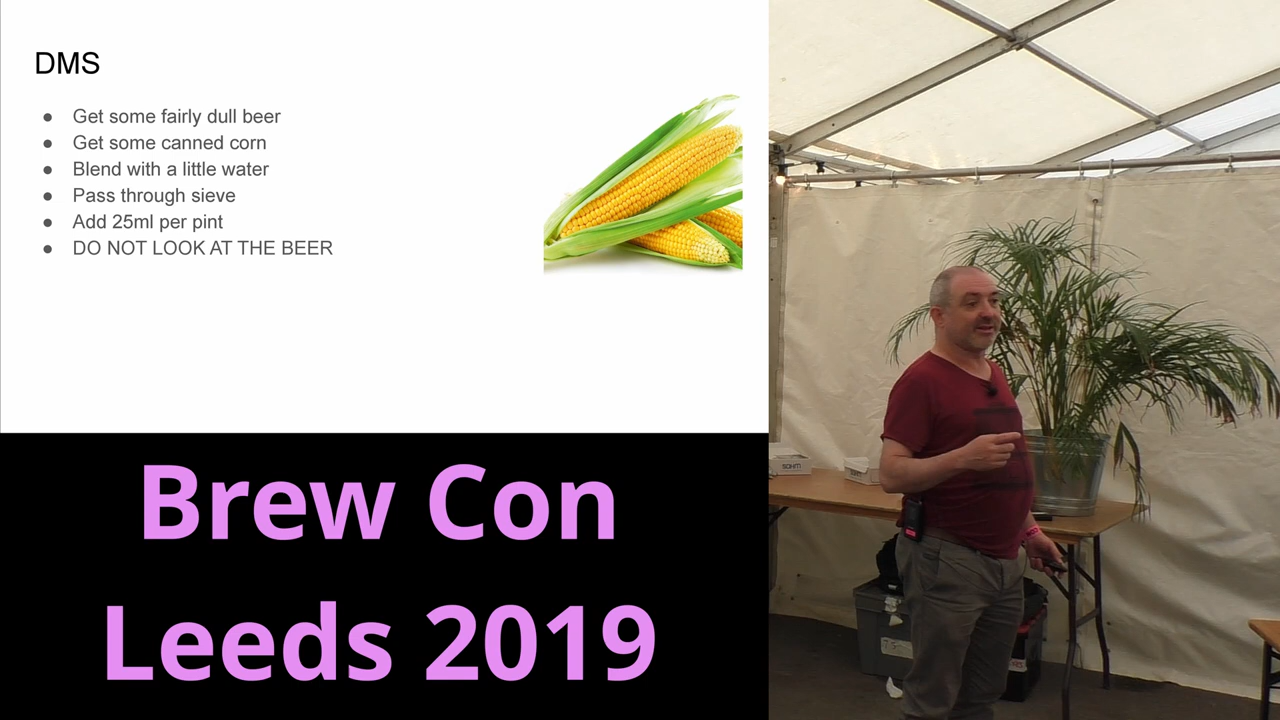 DMS
● Get some fairly dull beer
● Get some canned corn
● Blend with a little water
● Pass through sieve
● Add 25ml per pint
● DO NOT LOOK AT THE BEER
Brew Con
Leeds 2019